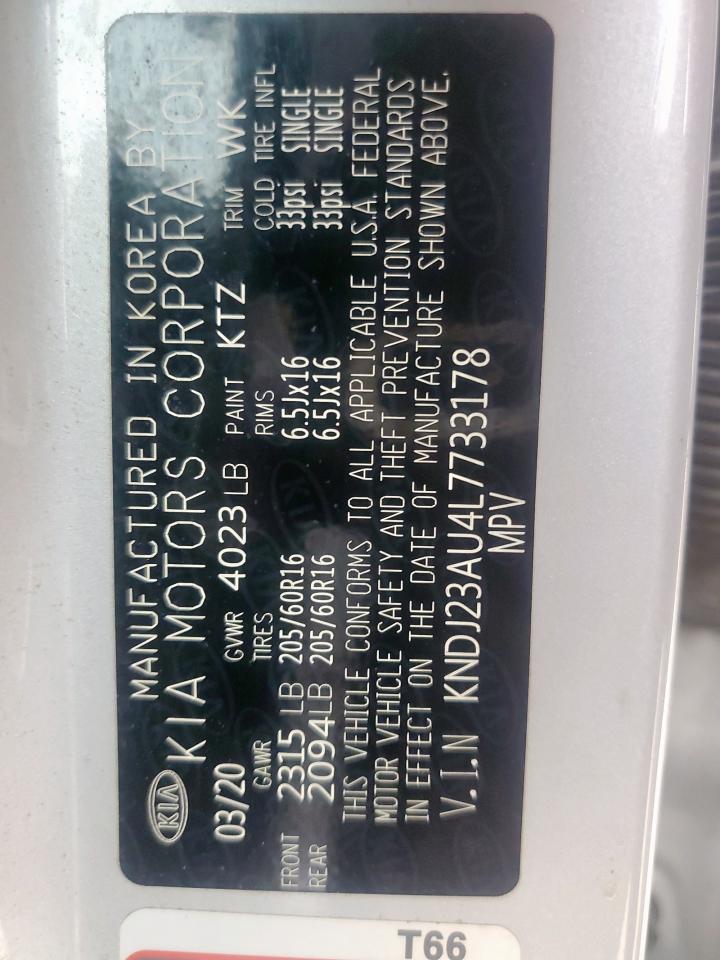 MANUFACTURED IN KOREA BY
KIA KIA MOTORS CORPORATION
03/20 GVWR 4023 LB PAINT KTZ TRIM WK
GAWR TIRES RIMS COLD TIRE INFL
FRONT 2315 LB 205/60R16 6.5Jx16 33psi SINGLE
REAR 2094LB 205/60R16 6.5Jx16 33psi SINGLE
THIS VEHICLE CONFORMS TO ALL APPLICABLE U.S.A. FEDERAL
MOTOR VEHICLE SAFETY AND THEFT PREVENTION STANDARDS
IN EFFECT ON THE DATE OF MANUFACTURE SHOWN ABOVE.
V.I.N KNDJ23AU4L7733178
MPV
T66